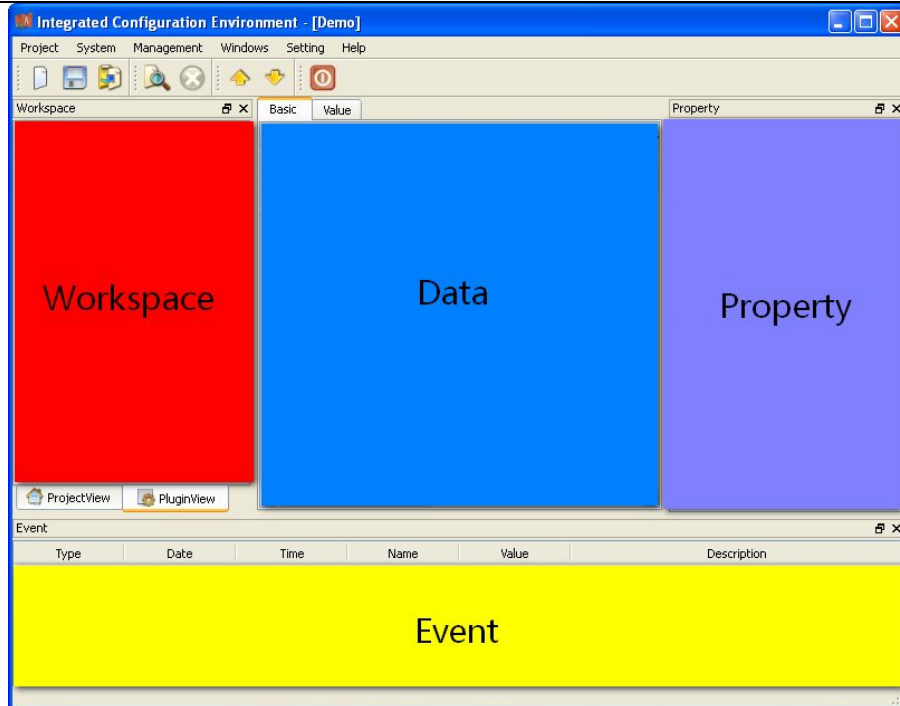 Integrated Configuration Environment - [Demo]
Project System Management Windows Setting Help
Workspace
Basic Value
Property
Workspace
Data
Property
ProjectView PluginView
Event
Type Date Time Name Value Description
Event